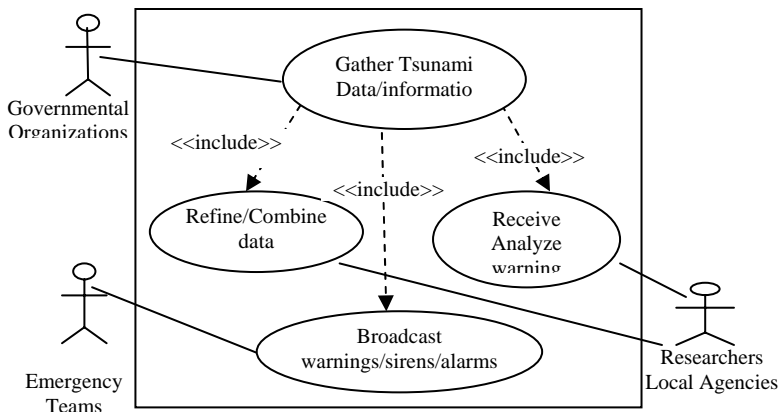 Gather Tsunami
Data/informatio
Governmental
Organizations
<<include>>
<<include>>
<<include>>
Refine/Combine
data
Receive
Analyze
warning
Broadcast
warnings/sirens/alarms
Emergency
Teams
Researchers
Local Agencies